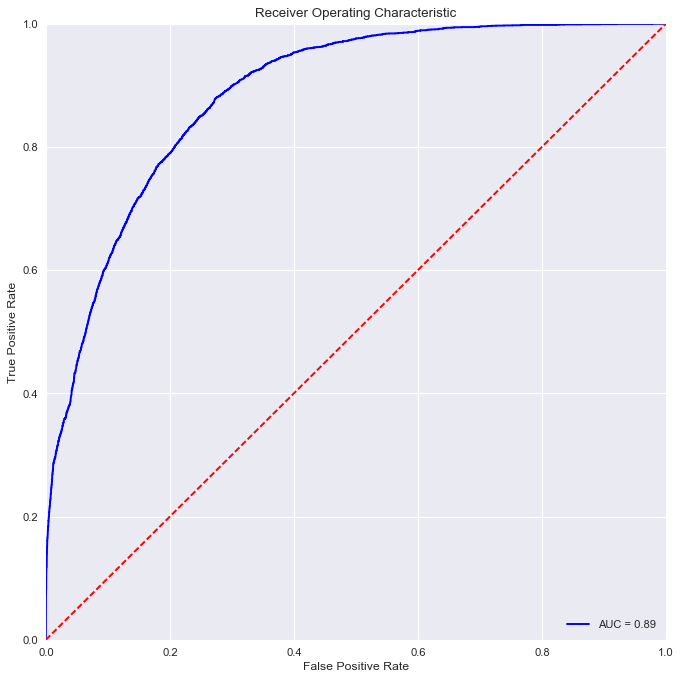 Receiver Operating Characteristic
1.0
0.8
0.6
0.4
0.2
0.0
True Positive Rate
AUC = 0.89
0.0 0.2 0.4 0.6 0.8 1.0
False Positive Rate